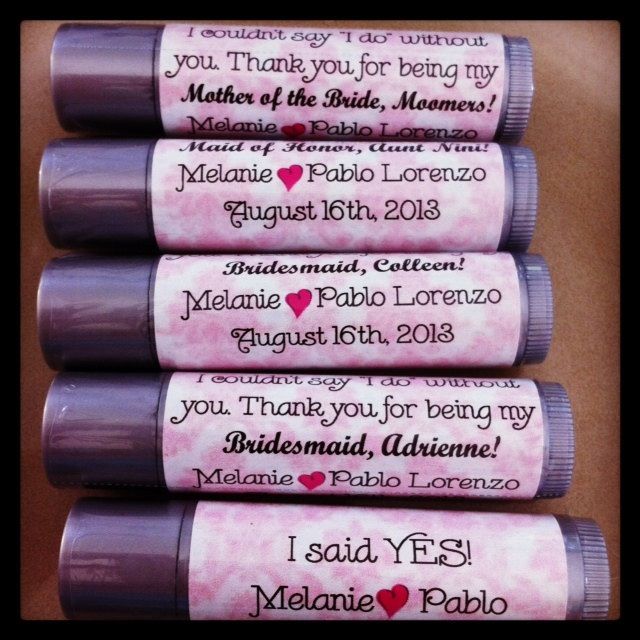 I couldn't say "I do" without
you. Thank you for being my
Mother of the Bride, Moomers!
Melanie Pablo Lorenzo
Maid of Honor, Aunt Nini!
Melanie Pablo Lorenzo
August 16th, 2013
Bridesmaid, Colleen!
Melanie Pablo Lorenzo
August 16th, 2013
I couldn't say "I do" without
you. Thank you for being my
Bridesmaid, Adrienne!
Melanie Pablo Lorenzo
I said YES!
Melanie Pablo